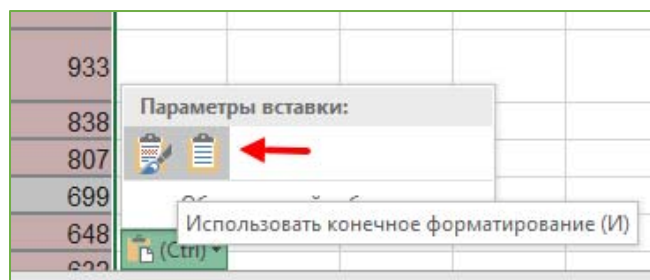 933
Параметры вставки:
838
807
699
Использовать конечное форматирование (И)
648
(Ctrl)